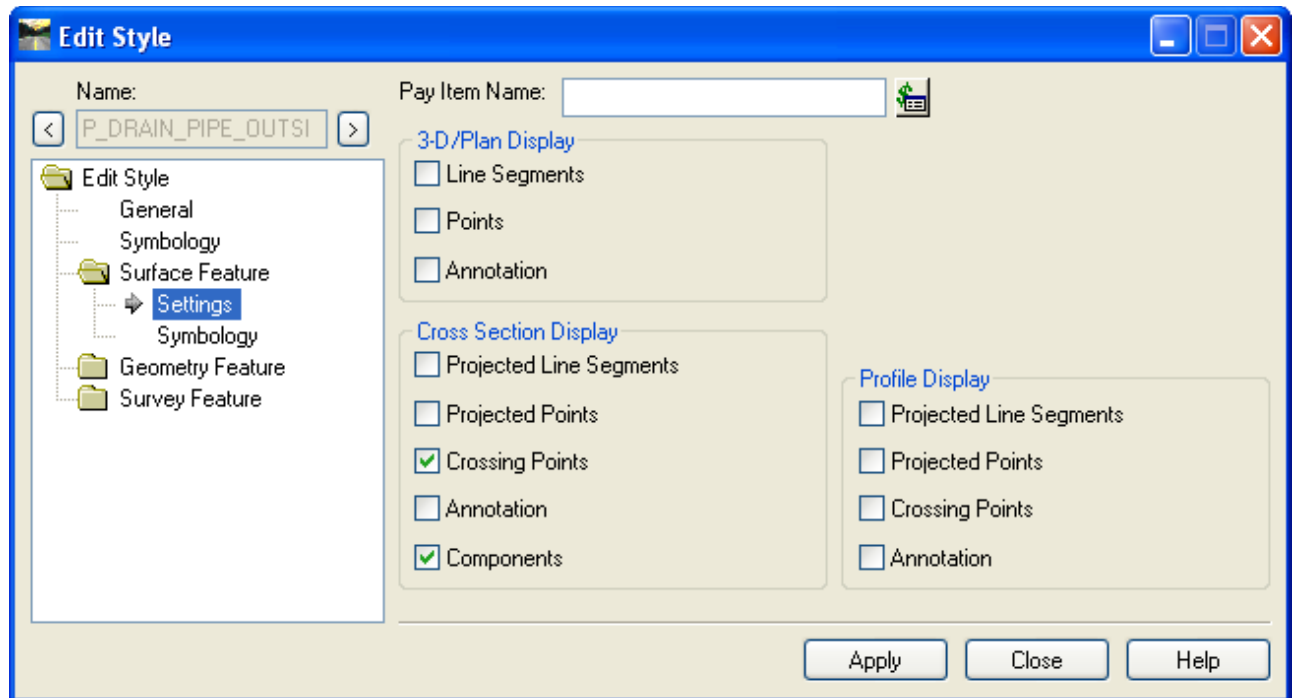 Edit Style
Name:
P_DRAIN_PIPE_OUTSI
Edit Style
General
Symbology
Surface Feature
Settings
Symbology
Geometry Feature
Survey Feature
Pay Item Name:
3-D/Plan Display
Line Segments
Points
Annotation
Cross Section Display
Projected Line Segments
Projected Points
Crossing Points
Annotation
Components
Profile Display
Projected Line Segments
Projected Points
Crossing Points
Annotation
Apply
Close
Help